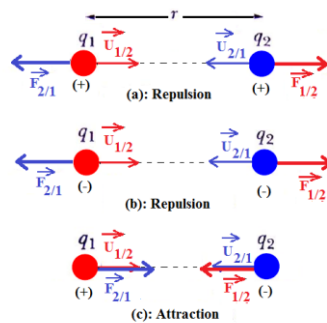 r
q₁ q₂
U₁/₂ U₂/₁
F₂/₁ (+) (+) F₁/₂
(a): Repulsion
q₁ q₂
U₁/₂ U₂/₁
F₂/₁ (-) (-) F₁/₂
(b): Repulsion
q₁ q₂
U₁/₂ U₂/₁
(+) F₂/₁ F₁/₂ (-)
(c): Attraction